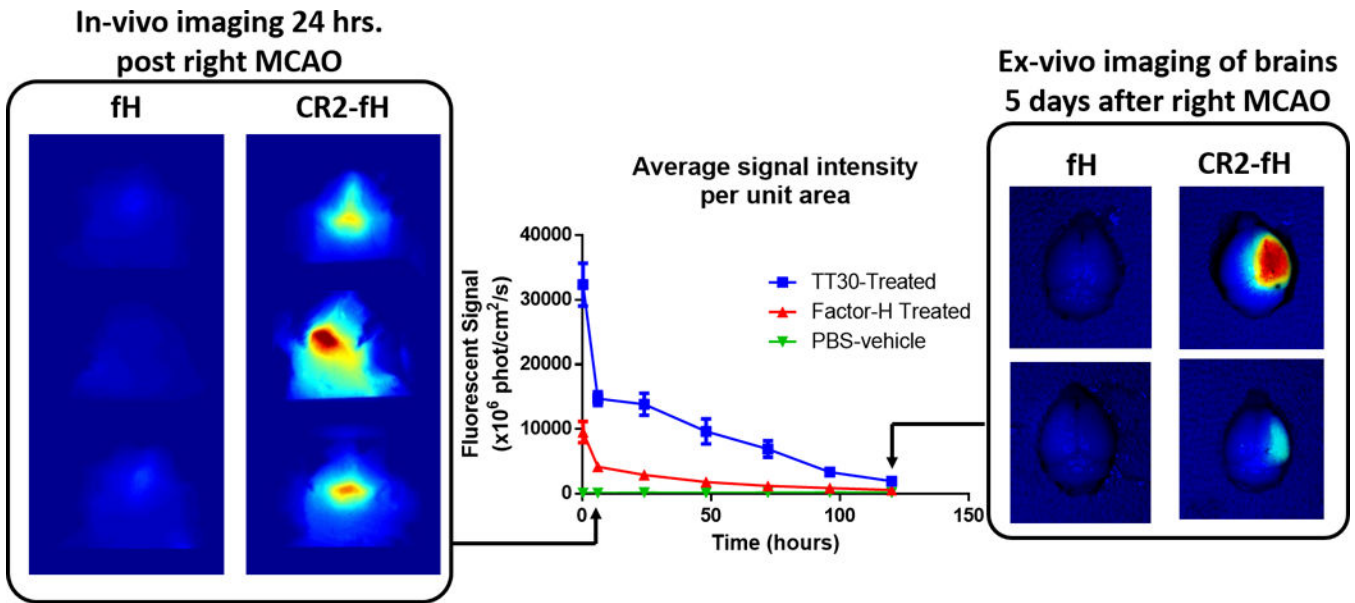 In-vivo imaging 24 hrs.
post right MCAO
fH
CR2-fH
Average signal intensity
per unit area
Fluorescent Signal
(x10⁶ phot/cm²/s)
40000
30000
20000
10000
0
0
50
100
150
Time (hours)
TT30-Treated
Factor-H Treated
PBS-vehicle
Ex-vivo imaging of brains
5 days after right MCAO
fH
CR2-fH